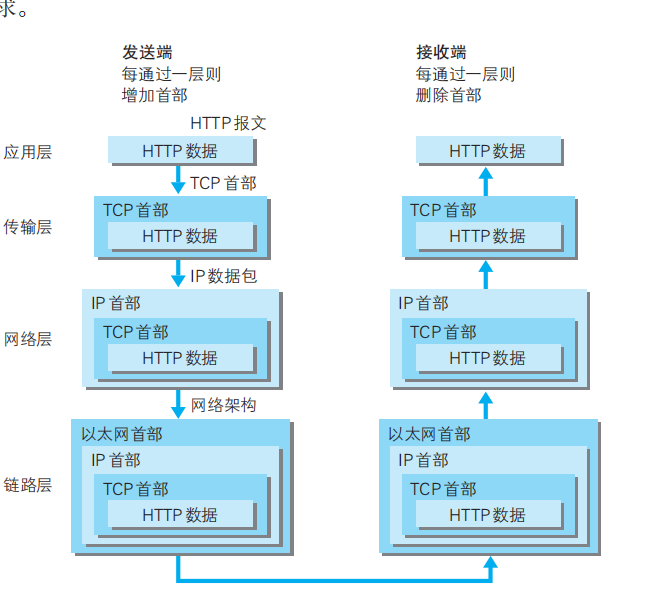 求。
发送端
每通过一层则
增加首部
接收端
每通过一层则
删除首部
HTTP 报文
应用层
HTTP 数据
HTTP 数据
TCP 首部
传输层
TCP 首部
HTTP 数据
TCP 首部
HTTP 数据
IP 数据包
网络层
IP 首部
TCP 首部
HTTP 数据
IP 首部
TCP 首部
HTTP 数据
网络架构
链路层
以太网首部
IP 首部
TCP 首部
HTTP 数据
以太网首部
IP 首部
TCP 首部
HTTP 数据